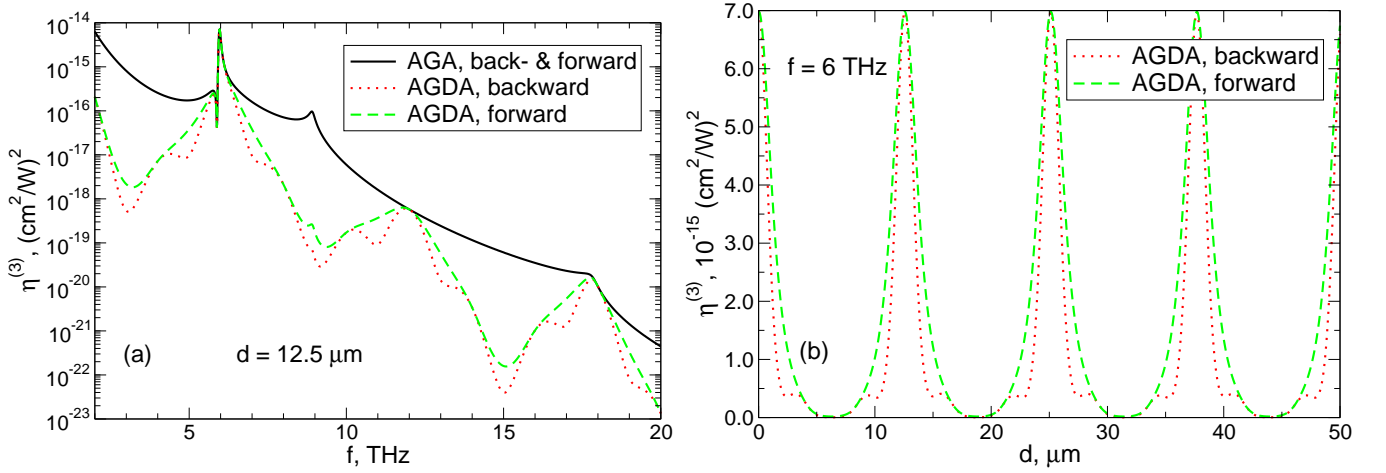 10^-14
10^-15
10^-16
10^-17
10^-18
10^-19
10^-20
10^-21
10^-22
10^-23
η^(3), (cm^2/W)^2
AGA, back- & forward
AGDA, backward
AGDA, forward
(a)
d = 12.5 μm
5 10 15 20
f, THz
7.0
6.0
5.0
4.0
3.0
2.0
1.0
0.0
η^(3), 10^-15 (cm^2/W)^2
f = 6 THz
AGDA, backward
AGDA, forward
(b)
0 10 20 30 40 50
d, μm